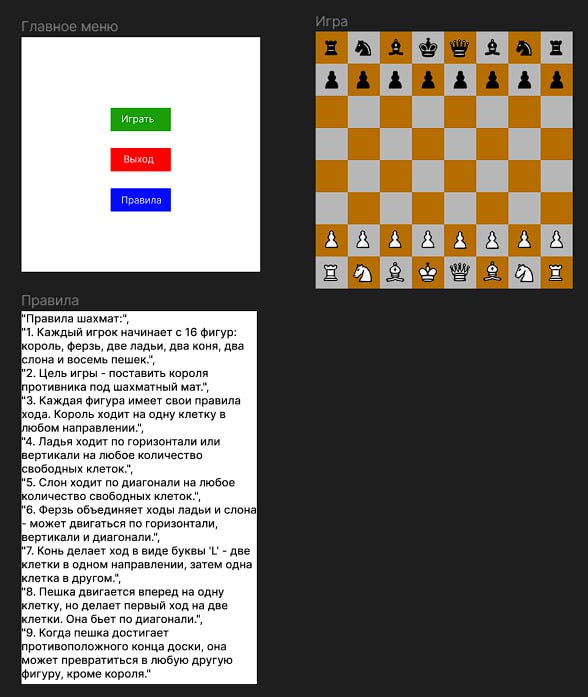 Главное меню
Играть
Выход
Правила
Игра
Правила
"Правила шахмат:",
"1. Каждый игрок начинает с 16 фигур:
король, ферзь, две ладьи, два коня, два
слона и восемь пешек.",
"2. Цель игры - поставить короля
противника под шахматный мат.",
"3. Каждая фигура имеет свои правила
хода. Король ходит на одну клетку в
любом направлении.",
"4. Ладья ходит по горизонтали или
вертикали на любое количество
свободных клеток.",
"5. Слон ходит по диагонали на любое
количество свободных клеток.",
"6. Ферзь объединяет ходы ладьи и слона
- может двигаться по горизонтали,
вертикали и диагонали.",
"7. Конь делает ход в виде буквы 'L' - две
клетки в одном направлении, затем одна
клетка в другом.",
"8. Пешка двигается вперед на одну
клетку, но делает первый ход на две
клетки. Она бьет по диагонали.",
"9. Когда пешка достигает
противоположного конца доски, она
может превратиться в любую другую
фигуру, кроме короля."